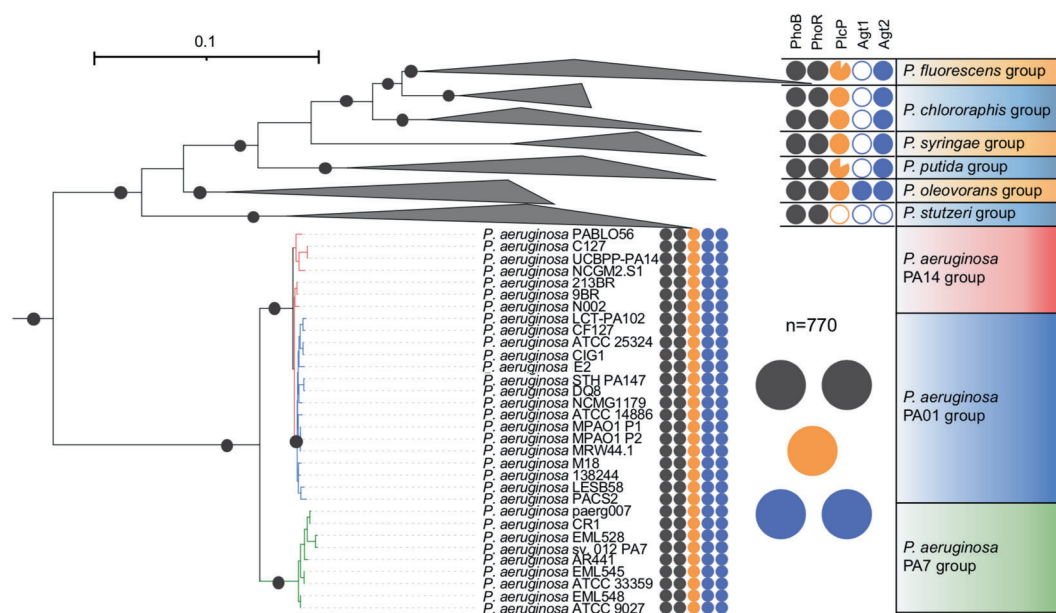 0.1
PhoB
PhoR
PlcP
Agt1
Agt2
P. fluorescens group
P. chlororaphis group
P. syringae group
P. putida group
P. oleovorans group
P. stutzeri group
P. aeruginosa PABLO56
P. aeruginosa C127
P. aeruginosa UCBPP-PA14
P. aeruginosa NCGM2.S1
P. aeruginosa 213BR
P. aeruginosa 9BR
P. aeruginosa N002
P. aeruginosa LCT-PA102
P. aeruginosa CF127
P. aeruginosa ATCC 25324
P. aeruginosa CIG1
P. aeruginosa E2
P. aeruginosa STH PA147
P. aeruginosa DQ8
P. aeruginosa NCMG1179
P. aeruginosa ATCC 14886
P. aeruginosa MPAO1 P1
P. aeruginosa MPAO1 P2
P. aeruginosa MRW44.1
P. aeruginosa M18
P. aeruginosa 138244
P. aeruginosa LESB58
P. aeruginosa PACS2
P. aeruginosa paerg007
P. aeruginosa CR1
P. aeruginosa EML528
P. aeruginosa sv_012_PA7
P. aeruginosa AR441
P. aeruginosa EML545
P. aeruginosa ATCC 33359
P. aeruginosa EML548
P. aeruginosa ATCC 9027
n=770
P. aeruginosa
PA14 group
P. aeruginosa
PA01 group
P. aeruginosa
PA7 group